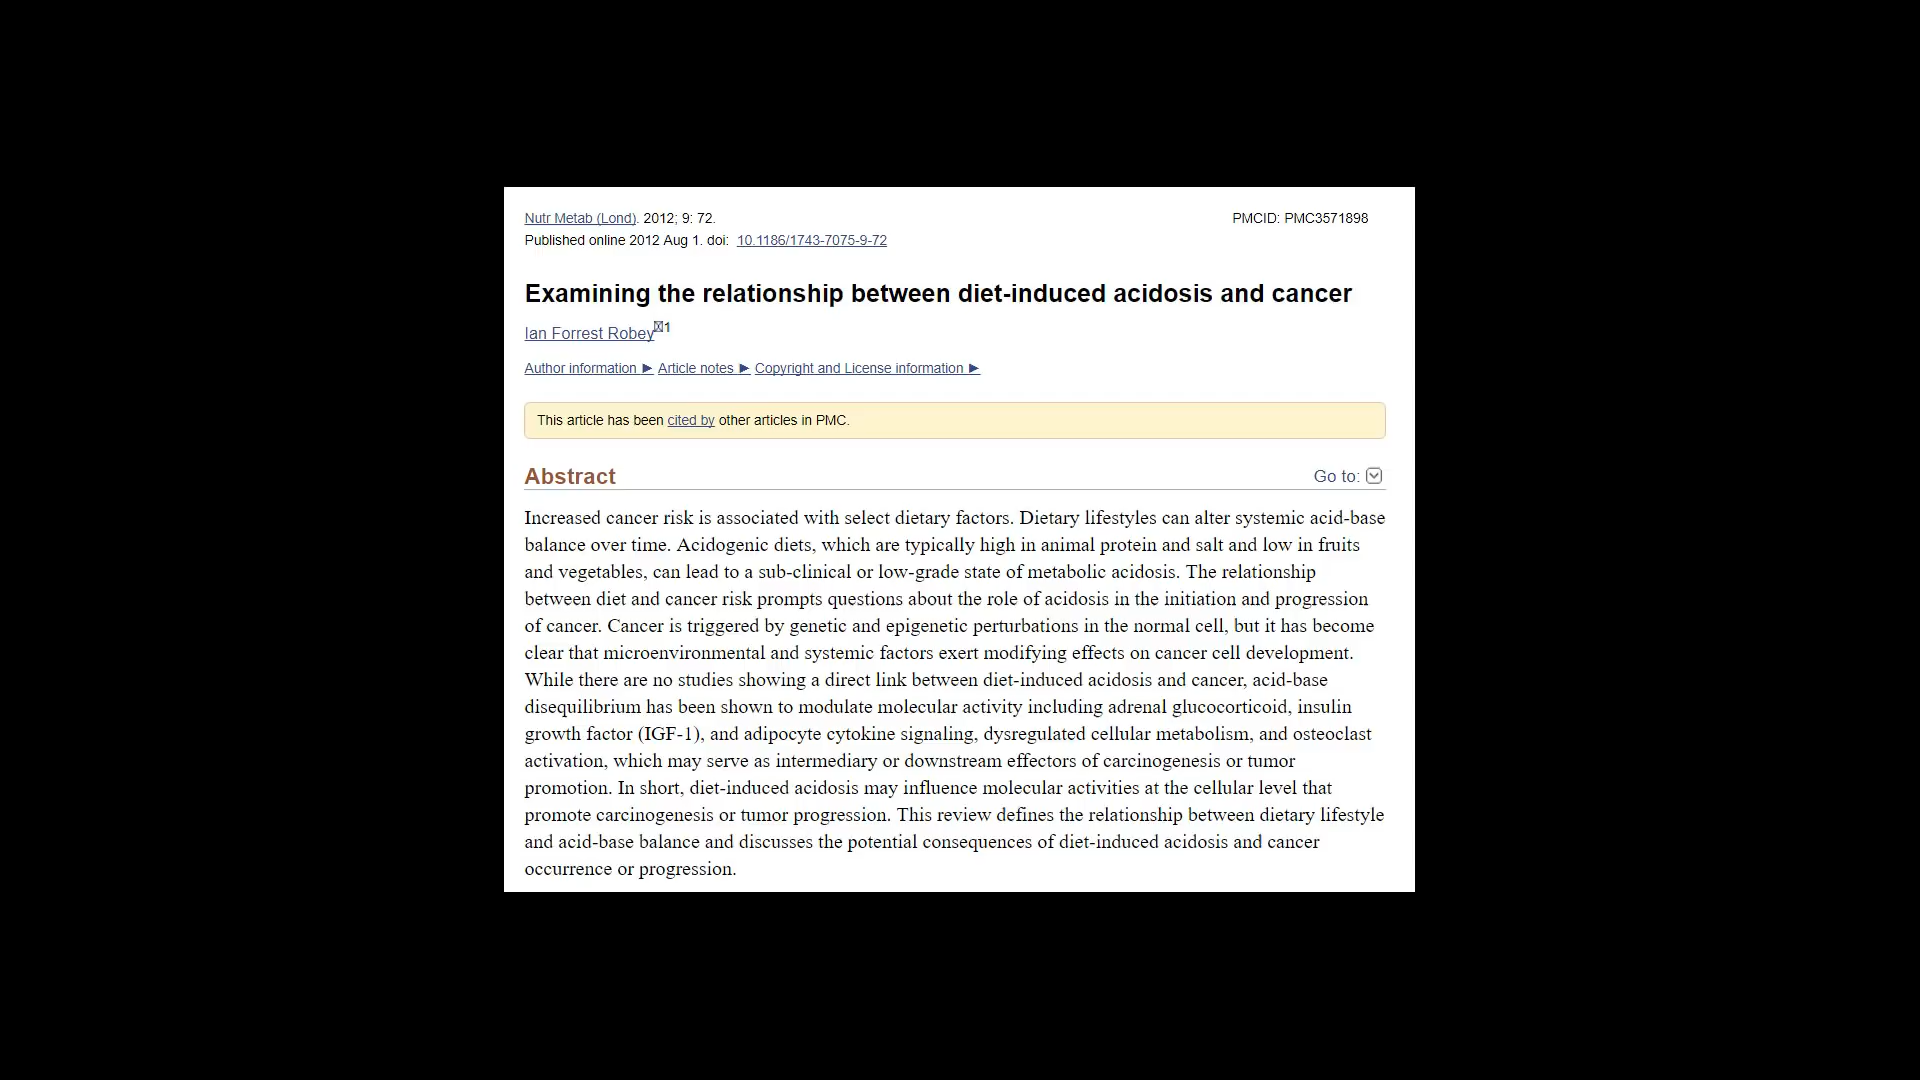 Nutr Metab (Lond). 2012; 9: 72.
PMCID: PMC3571898
Published online 2012 Aug 1. doi: 10.1186/1743-7075-9-72
Examining the relationship between diet-induced acidosis and cancer
Ian Forrest Robey 1
Author information ► Article notes ► Copyright and License information ►
This article has been cited by other articles in PMC.
Abstract
Go to:
Increased cancer risk is associated with select dietary factors. Dietary lifestyles can alter systemic acid-base
balance over time. Acidogenic diets, which are typically high in animal protein and salt and low in fruits
and vegetables, can lead to a sub-clinical or low-grade state of metabolic acidosis. The relationship
between diet and cancer risk prompts questions about the role of acidosis in the initiation and progression
of cancer. Cancer is triggered by genetic and epigenetic perturbations in the normal cell, but it has become
clear that microenvironmental and systemic factors exert modifying effects on cancer cell development.
While there are no studies showing a direct link between diet-induced acidosis and cancer, acid-base
disequilibrium has been shown to modulate molecular activity including adrenal glucocorticoid, insulin
growth factor (IGF-1), and adipocyte cytokine signaling, dysregulated cellular metabolism, and osteoclast
activation, which may serve as intermediary or downstream effectors of carcinogenesis or tumor
promotion. In short, diet-induced acidosis may influence molecular activities at the cellular level that
promote carcinogenesis or tumor progression. This review defines the relationship between dietary lifestyle
and acid-base balance and discusses the potential consequences of diet-induced acidosis and cancer
occurrence or progression.